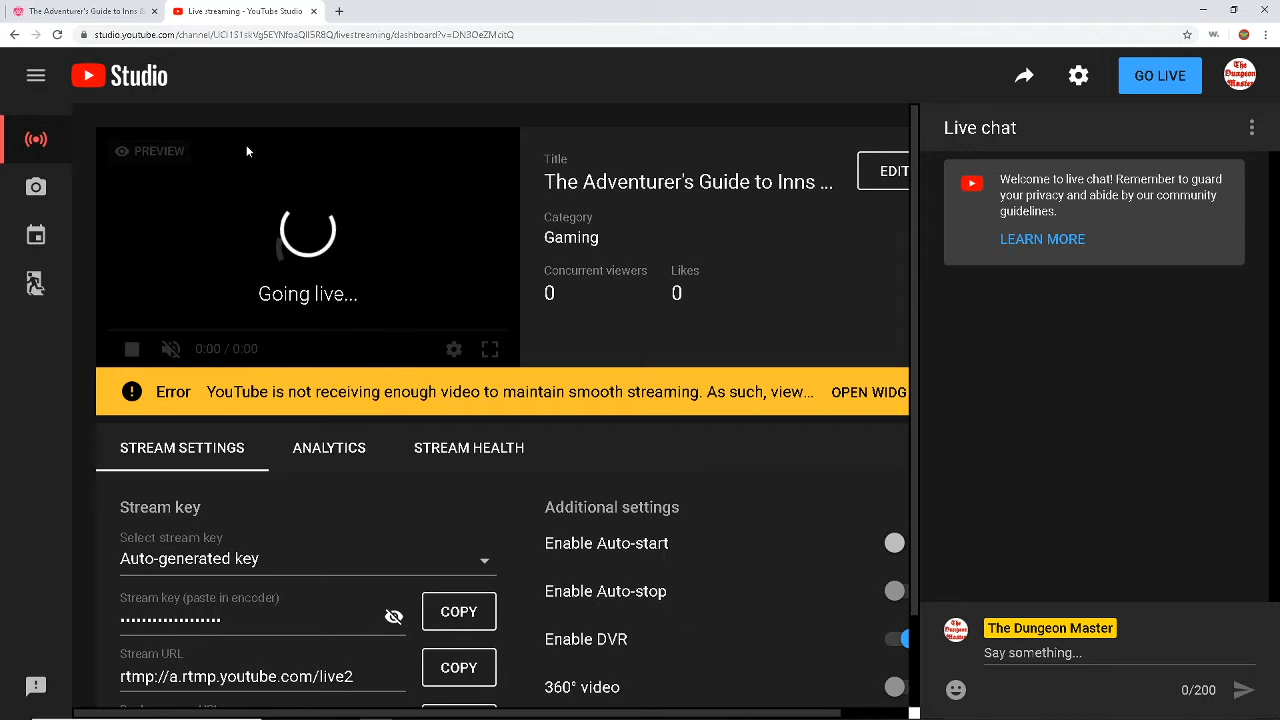 The Adventurer's Guide to Inns &
Live streaming - YouTube Studio
studio.youtube.com/channel/UCl1S1skVg5EYNfoaQlI5R8Q/livestreaming/dashboard?v=DN3OeZMcitQ
Studio
GO LIVE
The Dungeon Master
PREVIEW
Going live...
0:00 / 0:00
Title
The Adventurer's Guide to Inns ...
EDIT
Category
Gaming
Concurrent viewers
Likes
0
0
Error YouTube is not receiving enough video to maintain smooth streaming. As such, view... OPEN WIDG
STREAM SETTINGS
ANALYTICS
STREAM HEALTH
Stream key
Select stream key
Auto-generated key
Stream key (paste in encoder)
COPY
Stream URL
rtmp://a.rtmp.youtube.com/live2
COPY
Additional settings
Enable Auto-start
Enable Auto-stop
Enable DVR
360° video
Live chat
Welcome to live chat! Remember to guard
your privacy and abide by our community
guidelines.
LEARN MORE
The Dungeon Master
Say something...
0/200